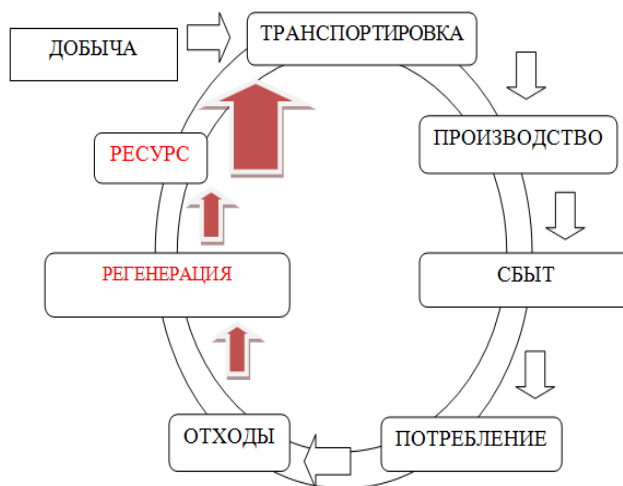 ДОБЫЧА
ТРАНСПОРТИРОВКА
ПРОИЗВОДСТВО
СБЫТ
ПОТРЕБЛЕНИЕ
ОТХОДЫ
РЕГЕНЕРАЦИЯ
РЕСУРС